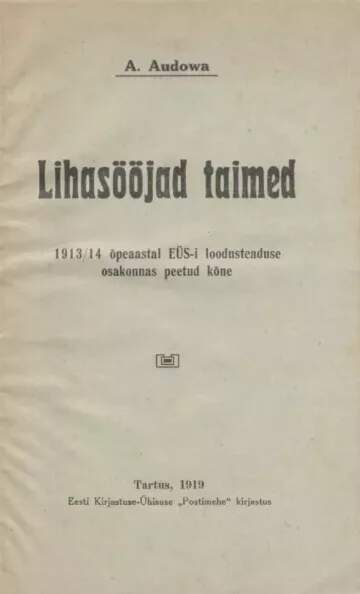 A. Audowa
Lihasööjad taimed
1913/14 õpeaastal EÜS-i loodusteaduse
osakonnas peetud kõne
Tartus, 1919
Eesti Kirjastuse-Ühisuse „Postimehe“ kirjastus